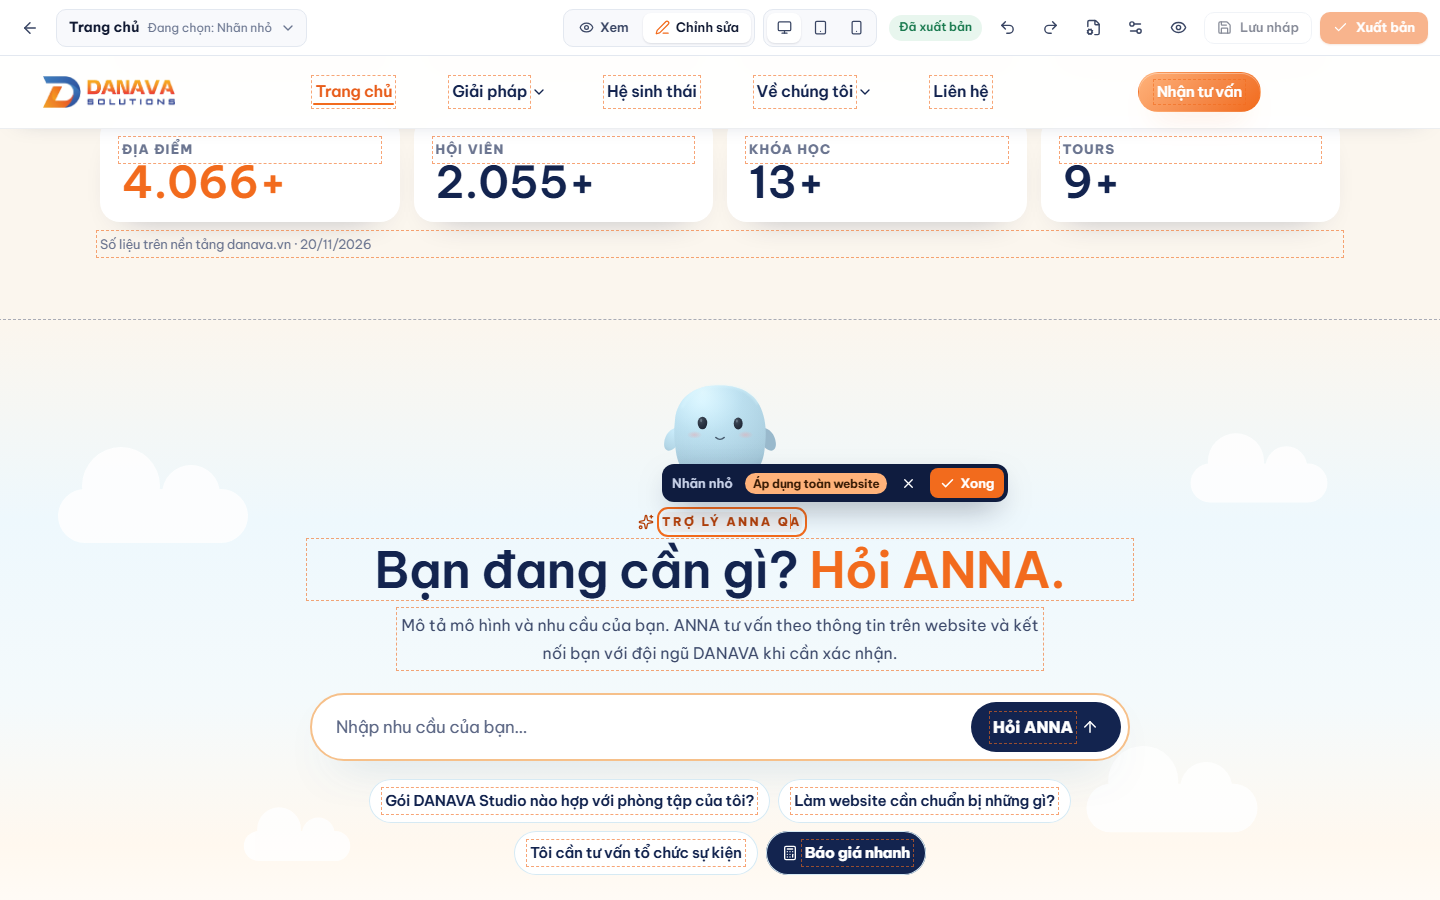 Trang chủ Đang chọn: Nhãn nhỏ
Xem
Chỉnh sửa
Đã xuất bản
Lưu nháp
Xuất bản
DANAVA
SOLUTIONS
Trang chủ
Giải pháp
Hệ sinh thái
Về chúng tôi
Liên hệ
Nhận tư vấn
ĐỊA ĐIỂM
4.066+
HỘI VIÊN
2.055+
KHÓA HỌC
13+
TOURS
9+
Số liệu trên nền tảng danava.vn · 20/11/2026
Nhãn nhỏ
Áp dụng toàn website
Xong
TRỢ LÝ ANNA QA
Bạn đang cần gì? Hỏi ANNA.
Mô tả mô hình và nhu cầu của bạn. ANNA tư vấn theo thông tin trên website và kết
nối bạn với đội ngũ DANAVA khi cần xác nhận.
Nhập nhu cầu của bạn...
Hỏi ANNA
Gói DANAVA Studio nào hợp với phòng tập của tôi?
Làm website cần chuẩn bị những gì?
Tôi cần tư vấn tổ chức sự kiện
Báo giá nhanh